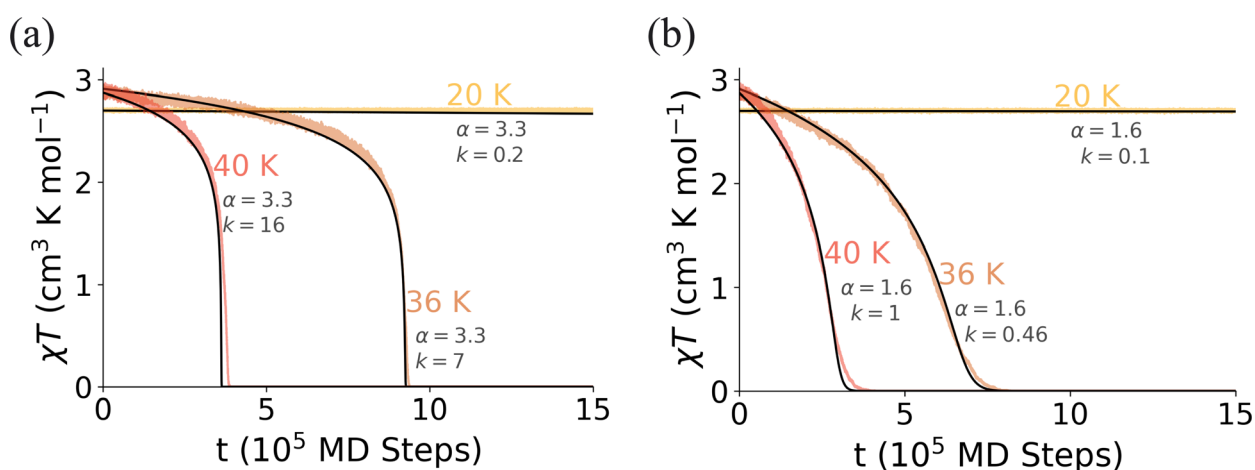 (a)
χT (cm³ K mol⁻¹)
3
2
1
0
20 K
α = 3.3
k = 0.2
40 K
α = 3.3
k = 16
36 K
α = 3.3
k = 7
0
5
10
15
t (10⁵ MD Steps)
(b)
χT (cm³ K mol⁻¹)
3
2
1
0
20 K
α = 1.6
k = 0.1
40 K
α = 1.6
k = 1
36 K
α = 1.6
k = 0.46
0
5
10
15
t (10⁵ MD Steps)